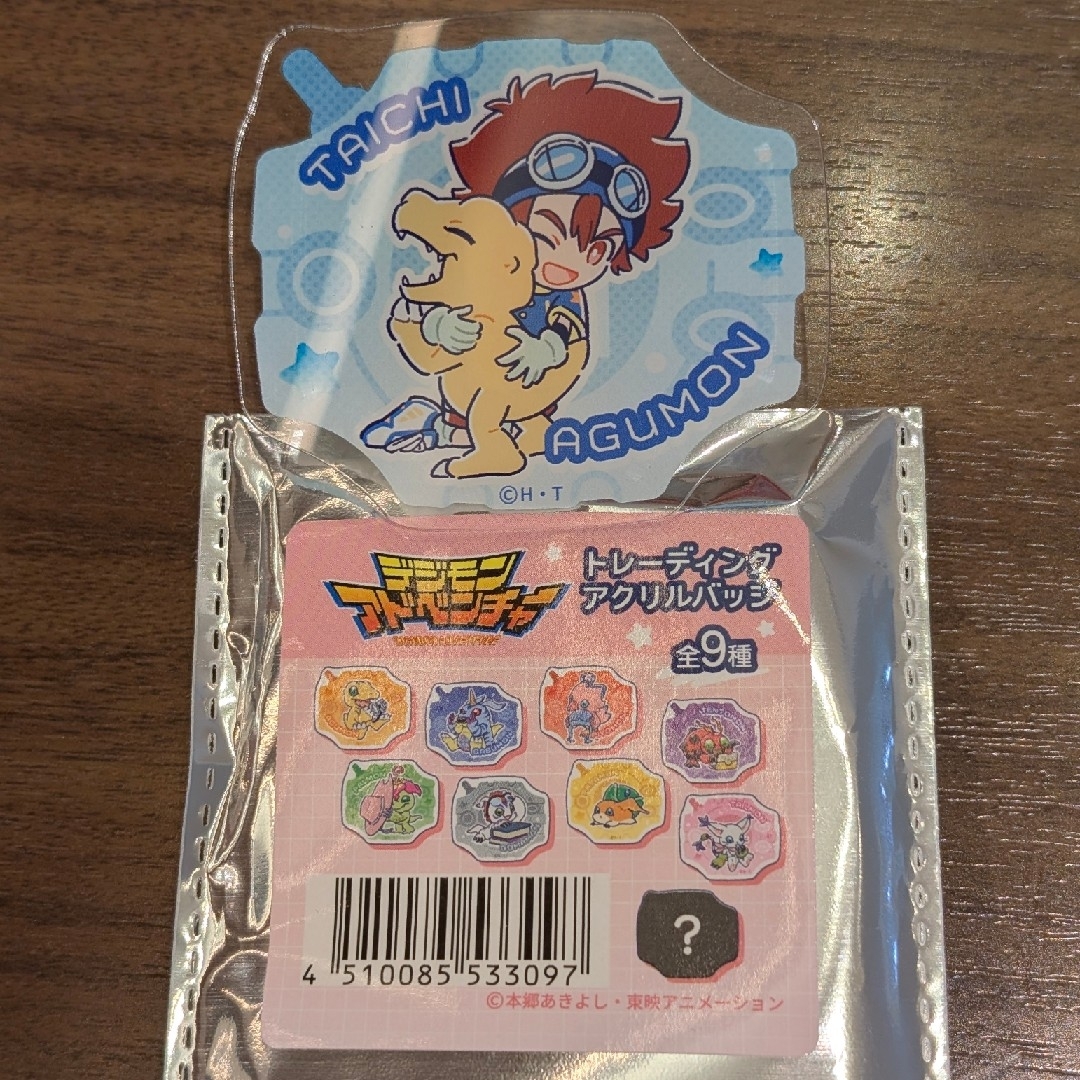 TAICHI
AGUMON
©H・T
デジモン
アドベンチャー
トレーディング
アクリルバッジ
全9種
?
4 510085 533097
©本郷あきよし・東映アニメーション